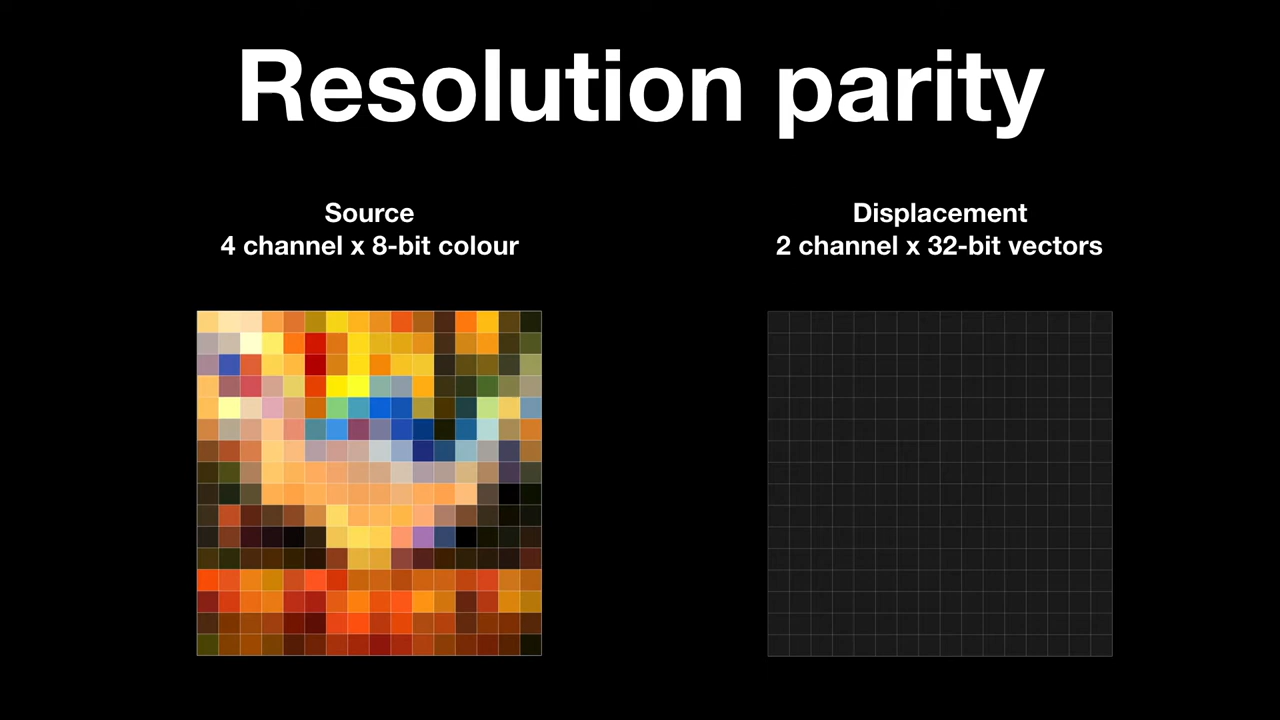 Resolution parity
Source
4 channel x 8-bit colour
Displacement
2 channel x 32-bit vectors